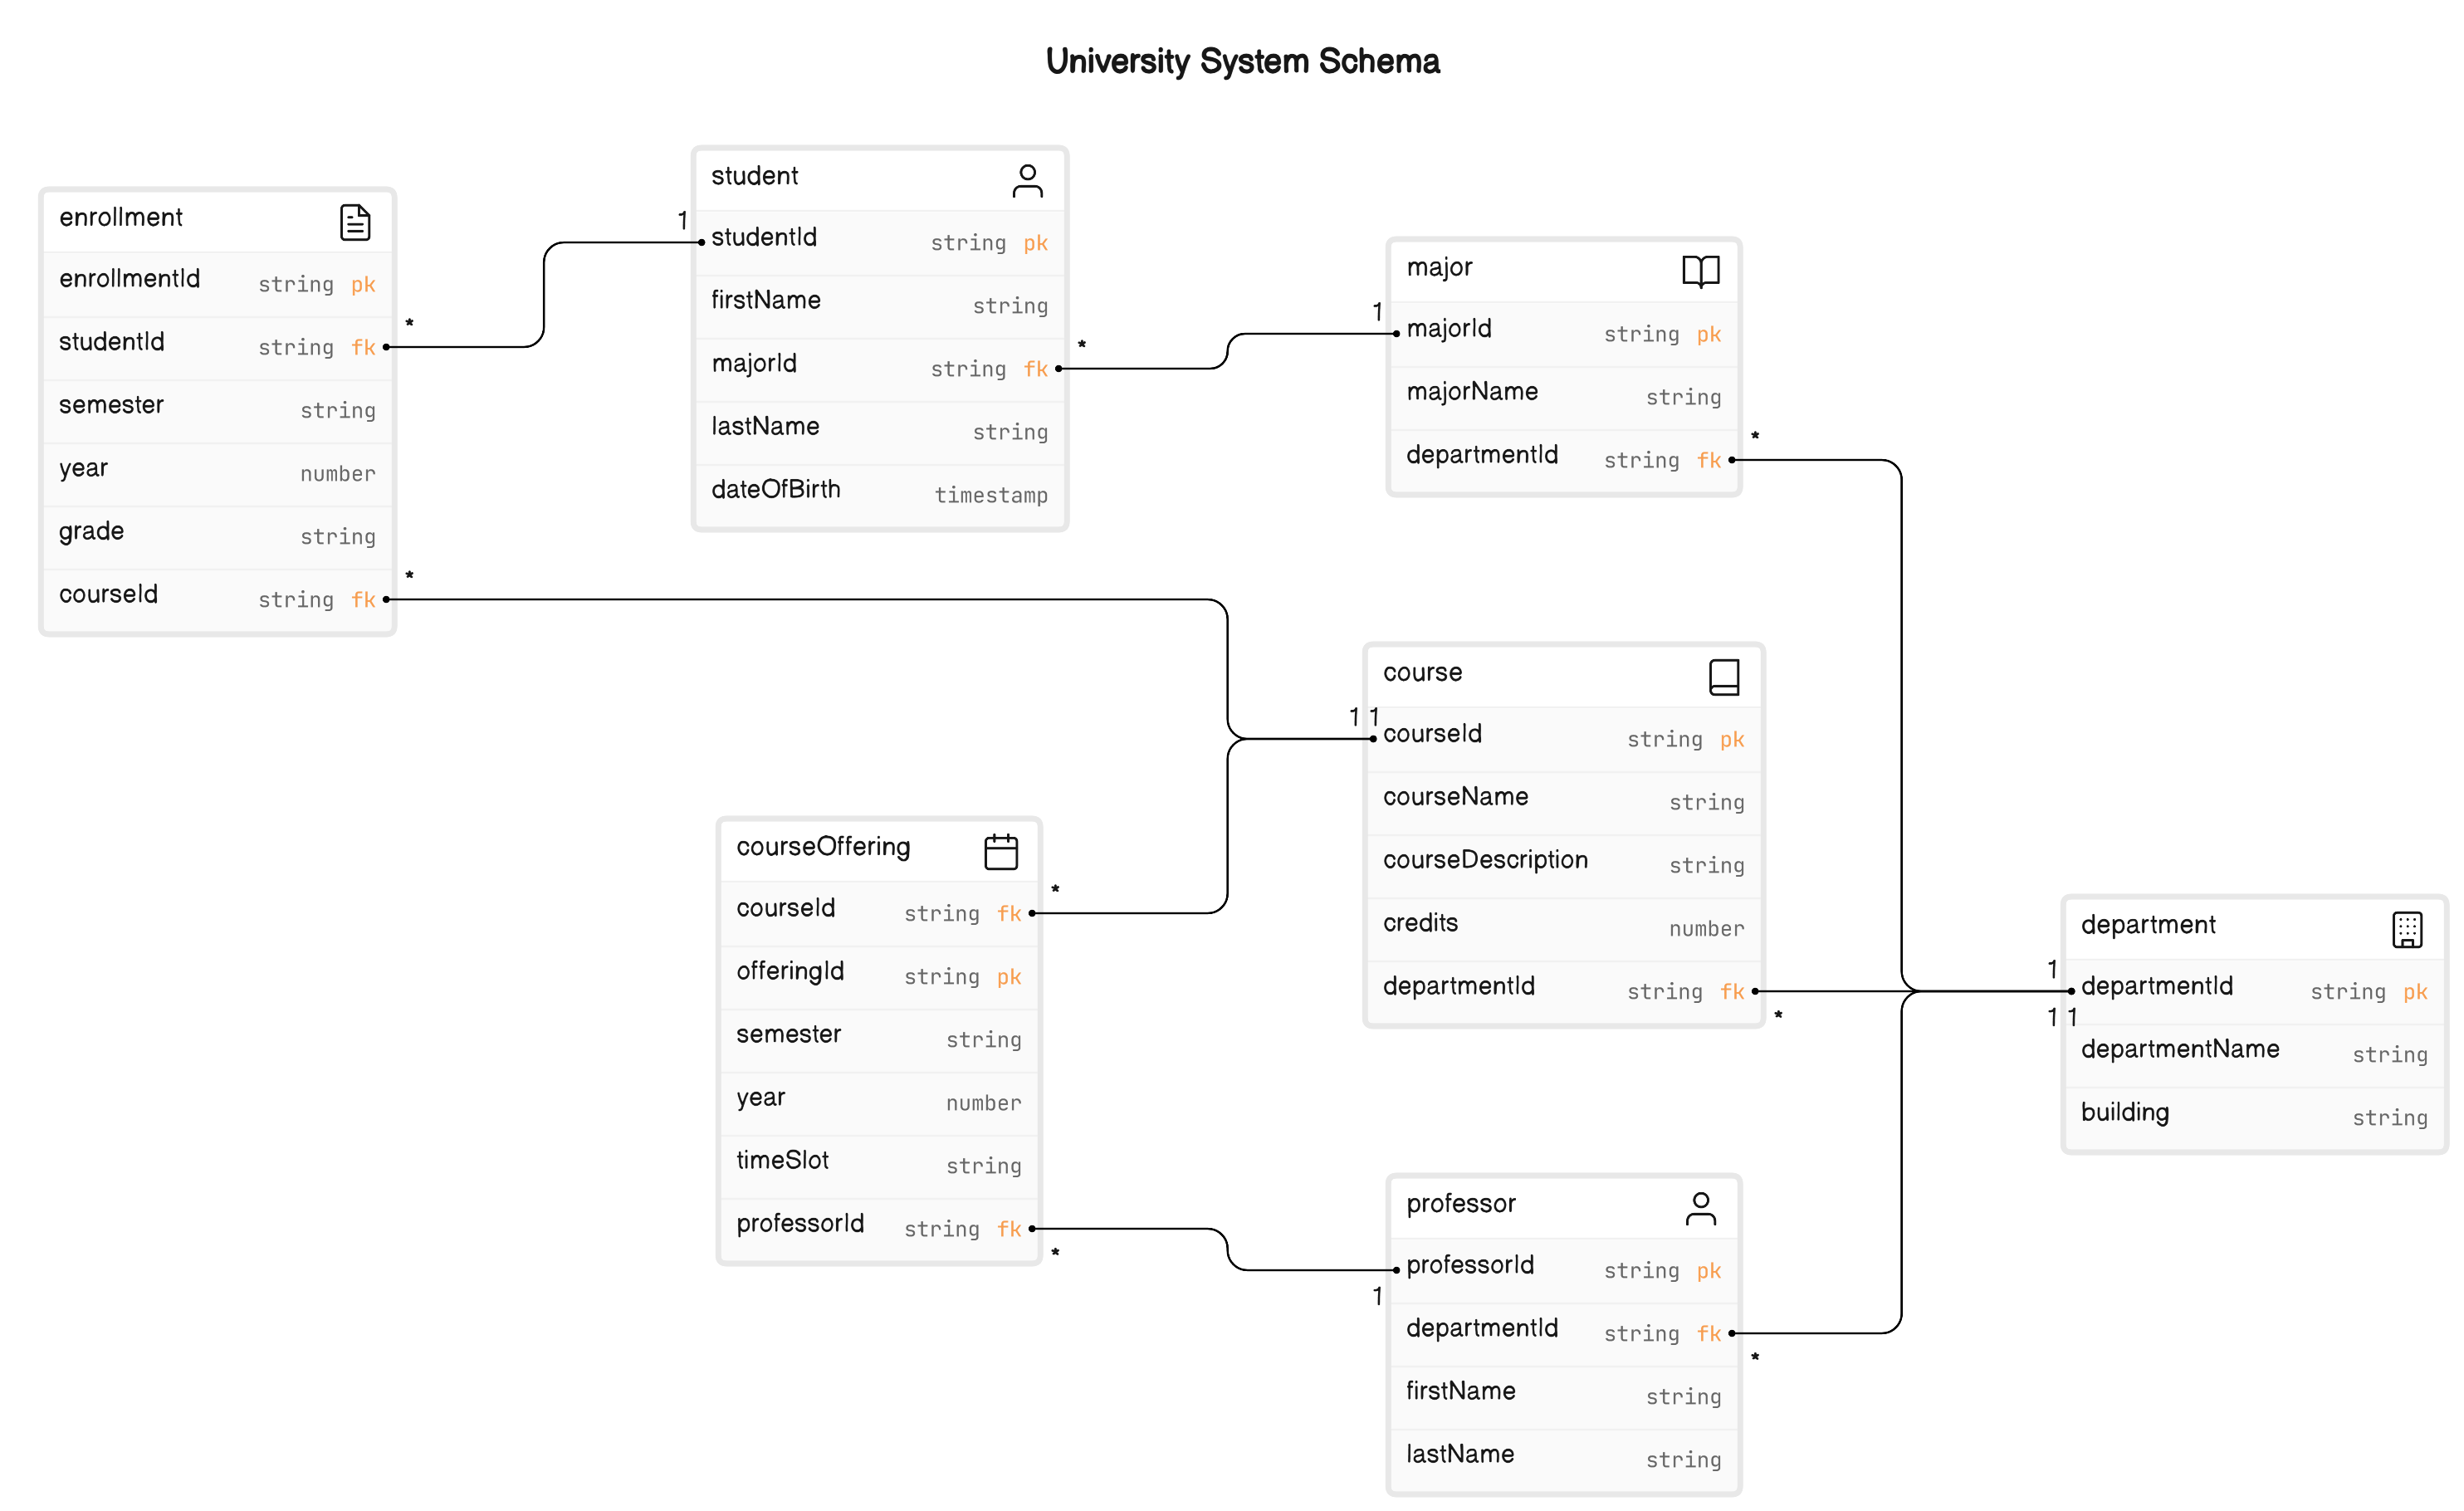 University System Schema
enrollment
enrollmentId string pk
studentId string fk
*
semester string
year number
grade string
courseId string fk
*
student
1
studentId string pk
firstName string
majorId string fk
*
lastName string
dateOfBirth timestamp
major
1
majorId string pk
majorName string
departmentId string fk
*
course
1 1
courseId string pk
courseName string
courseDescription string
credits number
departmentId string fk
*
courseOffering
courseId string fk
*
offeringId string pk
semester string
year number
timeSlot string
professorId string fk
*
professor
professorId string pk
1
departmentId string fk
*
firstName string
lastName string
department
1
departmentId string pk
1 1
departmentName string
building string